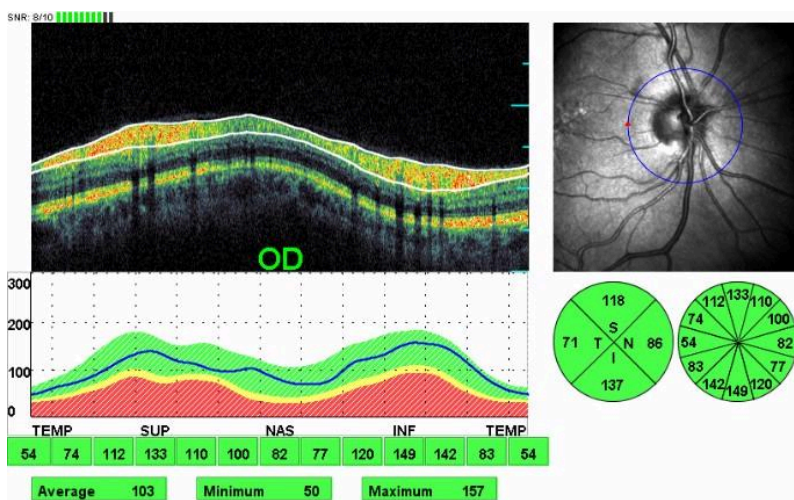 SNR: 8/10
OD
300
200
100
0
TEMP SUP NAS INF TEMP
54 74 112 133 110 100 82 77 120 149 142 83 54
Average 103 Minimum 50 Maximum 157
118
S
71 T N 86
I
137
133
112 110
74 100
54 82
83 77
142 120
149